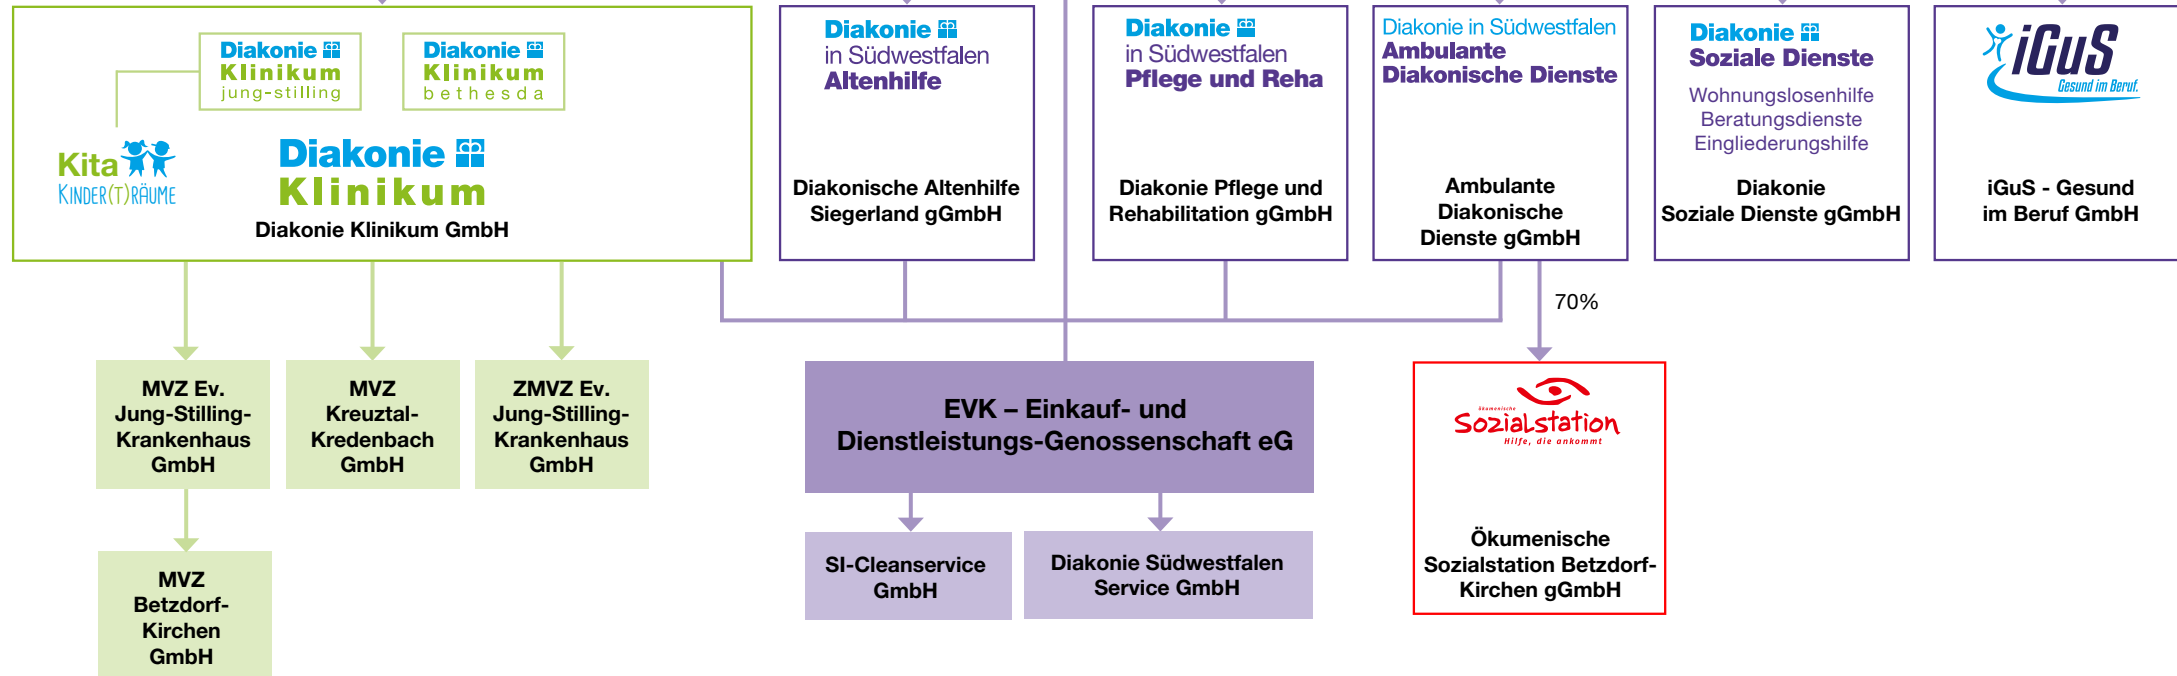 Diakonie
Klinikum
jung-stilling
Diakonie
Klinikum
bethesda
Kita
KINDER(T)RÄUME
Diakonie
Klinikum
Diakonie Klinikum GmbH
Diakonie
in Südwestfalen
Altenhilfe
Diakonische Altenhilfe
Siegerland gGmbH
Diakonie
in Südwestfalen
Pflege und Reha
Diakonie Pflege und
Rehabilitation gGmbH
Diakonie in Südwestfalen
Ambulante
Diakonische Dienste
Ambulante
Diakonische
Dienste gGmbH
Diakonie
Soziale Dienste
Wohnungslosenhilfe
Beratungsdienste
Eingliederungshilfe
Diakonie
Soziale Dienste gGmbH
iGuS
Gesund im Beruf.
iGuS - Gesund
im Beruf GmbH
70%
MVZ Ev.
Jung-Stilling-
Krankenhaus
GmbH
MVZ
Kreuztal-
Kredenbach
GmbH
ZMVZ Ev.
Jung-Stilling-
Krankenhaus
GmbH
EVK – Einkauf- und
Dienstleistungs-Genossenschaft eG
ökumenische
Sozialstation
Hilfe, die ankommt
Ökumenische
Sozialstation Betzdorf-
Kirchen gGmbH
MVZ
Betzdorf-
Kirchen
GmbH
SI-Cleanservice
GmbH
Diakonie Südwestfalen
Service GmbH